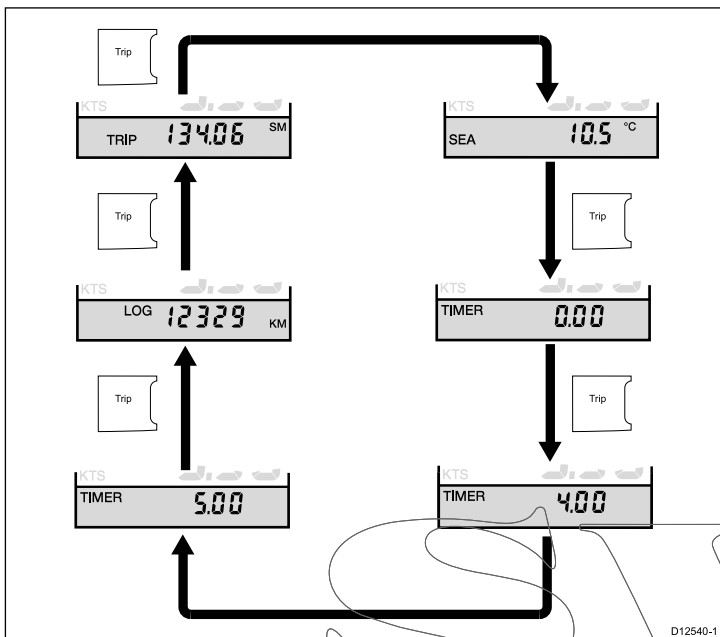 Trip
KTS
TRIP 134.06 SM
KTS
SEA 10.5 °C
Trip
Trip
KTS
LOG 12329 KM
KTS
TIMER 0.00
Trip
Trip
KTS
TIMER 5.00
KTS
TIMER 4.00
D12540-1